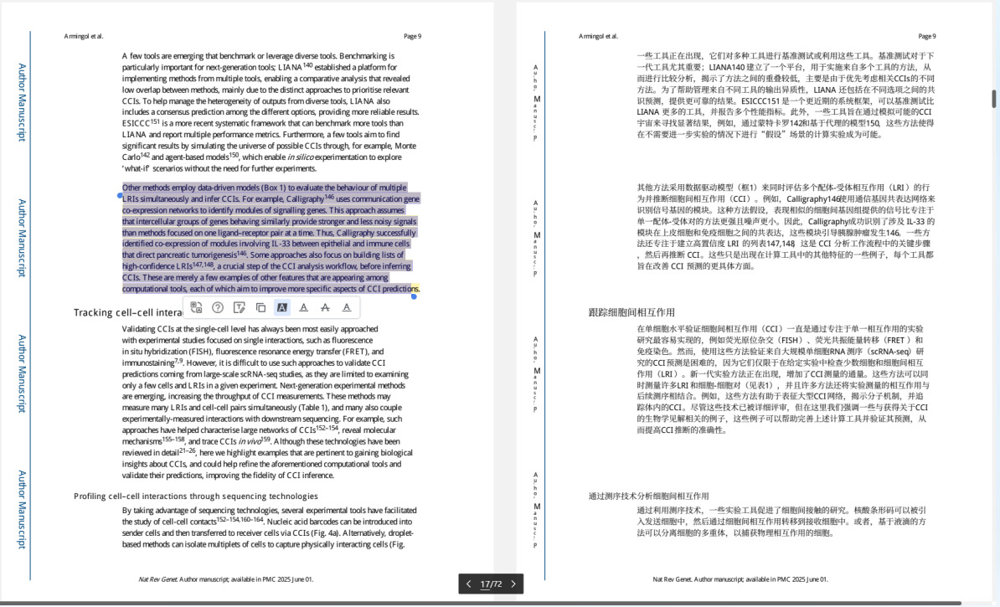 Armingol et al.
Page 9
Author Manuscript
Author Manuscript
Author Manuscript
Author Manuscript
A few tools are emerging that benchmark or leverage diverse tools. Benchmarking is
particularly important for next-generation tools; LIANA140 established a platform for
implementing methods from multiple tools, enabling a comparative analysis that revealed
low overlap between methods, mainly due to the distinct approaches to prioritise relevant
CCIs. To help manage the heterogeneity of outputs from diverse tools, LIANA also
includes a consensus prediction among the different options, providing more reliable results.
ESICCC151 is a more recent systematic framework that can benchmark more tools than
LIANA and report multiple performance metrics. Furthermore, a few tools aim to find
significant results by simulating the universe of possible CCIs through, for example, Monte
Carlo142 and agent-based models150, which enable in silico experimentation to explore
'what-if' scenarios without the need for further experiments.
Other methods employ data-driven models (Box 1) to evaluate the behaviour of multiple
LRIs simultaneously and infer CCIs. For example, Calligraphy146 uses communication gene
co-expression networks to identify modules of signalling genes. This approach assumes
that intercellular groups of genes behaving similarly provide stronger and less noisy signals
than methods focused on one ligand–receptor pair at a time. Thus, Calligraphy successfully
identified co-expression of modules involving IL-33 between epithelial and immune cells
that direct pancreatic tumorigenesis146. Some approaches also focus on building lists of
high-confidence LRIs147,148, a crucial step of the CCI analysis workflow, before inferring
CCIs. These are merely a few examples of other features that are appearing among
computational tools, each of which aim to improve more specific aspects of CCI predictions.
Tracking cell–cell intera
Validating CCIs at the single-cell level has always been most easily approached
with experimental studies focused on single interactions, such as fluorescence
in situ hybridization (FISH), fluorescence resonance energy transfer (FRET), and
immunostaining7,9. However, it is difficult to use such approaches to validate CCI
predictions coming from large-scale scRNA-seq studies, as they are limited to examining
only a few cells and LRIs in a given experiment. Next-generation experimental methods
are emerging, increasing the throughput of CCI measurements. These methods may
measure many LRIs and cell-cell pairs simultaneously (Table 1), and many also couple
experimentally-measured interactions with downstream sequencing. For example, such
approaches have helped characterise large networks of CCIs152–154, reveal molecular
mechanisms155–158, and trace CCIs in vivo159. Although these technologies have been
reviewed in detail21–26, here we highlight examples that are pertinent to gaining biological
insights about CCIs, and could help refine the aforementioned computational tools and
validate their predictions, improving the fidelity of CCI inference.
Profiling cell–cell interactions through sequencing technologies
By taking advantage of sequencing technologies, several experimental tools have facilitated
the study of cell-cell contacts152–154,160–164. Nucleic acid barcodes can be introduced into
sender cells and then transferred to receiver cells via CCIs (Fig. 4a). Alternatively, droplet-
based methods can isolate multiplets of cells to capture physically interacting cells (Fig.
Nat Rev Genet. Author manuscript; available in PMC 2025 June 01.
17/72
Armingol et al.
Page 9
Author Manuscrip
Author Manuscrip
Author Manuscrip
Author Manuscrip
一些工具正在出现，它们对多种工具进行基准测试或利用这些工具。基准测试对于下
一代工具尤其重要；LIANA140 建立了一个平台，用于实施来自多个工具的方法，从
而进行比较分析，揭示了方法之间的重叠较低，主要是由于优先考虑相关CCIs的不同
方法。为了帮助管理来自不同工具的输出异质性，LIANA 还包括在不同选项之间的共
识预测，提供更可靠的结果。ESICCC151 是一个更近期的系统框架，可以基准测试比
LIANA 更多的工具，并报告多个性能指标。此外，一些工具旨在通过模拟可能的CCI
宇宙来寻找显著结果，例如，通过蒙特卡罗142和基于代理的模型150，这些方法使得
在不需要进一步实验的情况下进行“假设”场景的计算实验成为可能。
其他方法采用数据驱动模型（框1）来同时评估多个配体-受体相互作用（LRI）的行
为并推断细胞间相互作用（CCI）。例如，Calligraphy146使用通信基因共表达网络来
识别信号基因的模块。这种方法假设，表现相似的细胞间基因组提供的信号比专注于
单一配体-受体对的方法更强且噪声更小。因此，Calligraphy成功识别了涉及 IL-33 的
模块在上皮细胞和免疫细胞之间的共表达，这些模块引导胰腺肿瘤发生146。一些方
法还专注于建立高置信度 LRI 的列表147,148，这是 CCI 分析工作流程中的关键步骤
，然后再推断 CCI。这些只是出现在计算工具中的其他特征的一些例子，每个工具都
旨在改善 CCI 预测的更具体方面。
跟踪细胞间相互作用
在单细胞水平验证细胞间相互作用（CCI）一直是通过专注于单一相互作用的实验
研究最容易实现的，例如荧光原位杂交（FISH）、荧光共振能量转移（FRET）和
免疫染色。然而，使用这些方法验证来自大规模单细胞RNA测序（scRNA-seq）研
究的CCI预测是困难的，因为它们仅限于在给定实验中检查少数细胞和细胞间相互
作用（LRI）。新一代实验方法正在出现，增加了CCI测量的通量。这些方法可以同
时测量许多LRI和细胞-细胞对（见表1），并且许多方法还将实验测量的相互作用与
后续测序相结合。例如，这些方法有助于表征大型CCI网络，揭示分子机制，并追
踪体内的CCI。尽管这些技术已被详细评审，但在这里我们强调一些与获得关于CCI
的生物学见解相关的例子，这些例子可以帮助完善上述计算工具并验证其预测，从
而提高CCI推断的准确性。
通过测序技术分析细胞间相互作用
通过利用测序技术，一些实验工具促进了细胞间接触的研究。核酸条形码可以被引
入发送细胞中，然后通过细胞间相互作用转移到接收细胞中。或者，基于液滴的方
法可以分离细胞的多重体，以捕获物理相互作用的细胞。
Nat Rev Genet. Author manuscript; available in PMC 2025 June 01.